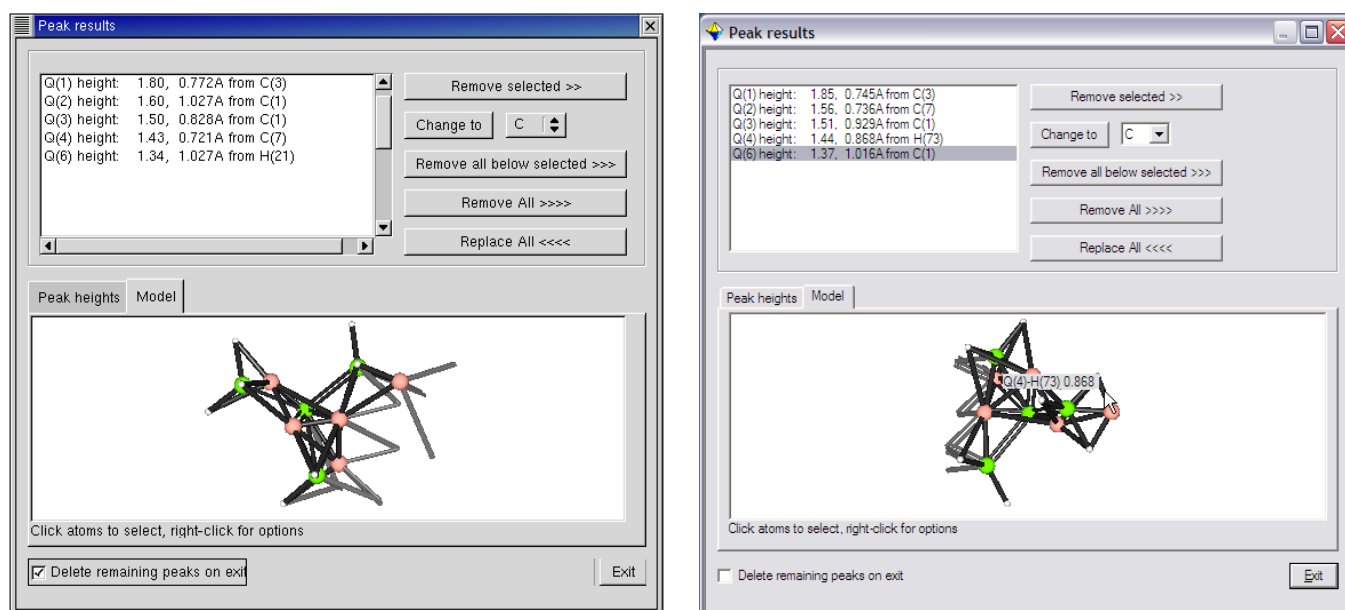 Peak results
Q(1) height: 1.80, 0.772A from C(3)
Q(2) height: 1.60, 1.027A from C(1)
Q(3) height: 1.50, 0.828A from C(1)
Q(4) height: 1.43, 0.721A from C(7)
Q(6) height: 1.34, 1.027A from H(21)
Remove selected >>
Change to C
Remove all below selected >>>
Remove All >>>>
Replace All <<<<
Peak heights Model
Click atoms to select, right-click for options
Delete remaining peaks on exit
Exit
Peak results
Q(1) height: 1.85, 0.745A from C(3)
Q(2) height: 1.56, 0.736A from C(7)
Q(3) height: 1.51, 0.929A from C(1)
Q(4) height: 1.44, 0.868A from H(73)
Q(6) height: 1.37, 1.016A from C(1)
Remove selected >>
Change to C
Remove all below selected >>>
Remove All >>>>
Replace All <<<<
Peak heights Model
Q(4)-H(73) 0.868
Click atoms to select, right-click for options
Delete remaining peaks on exit
Exit